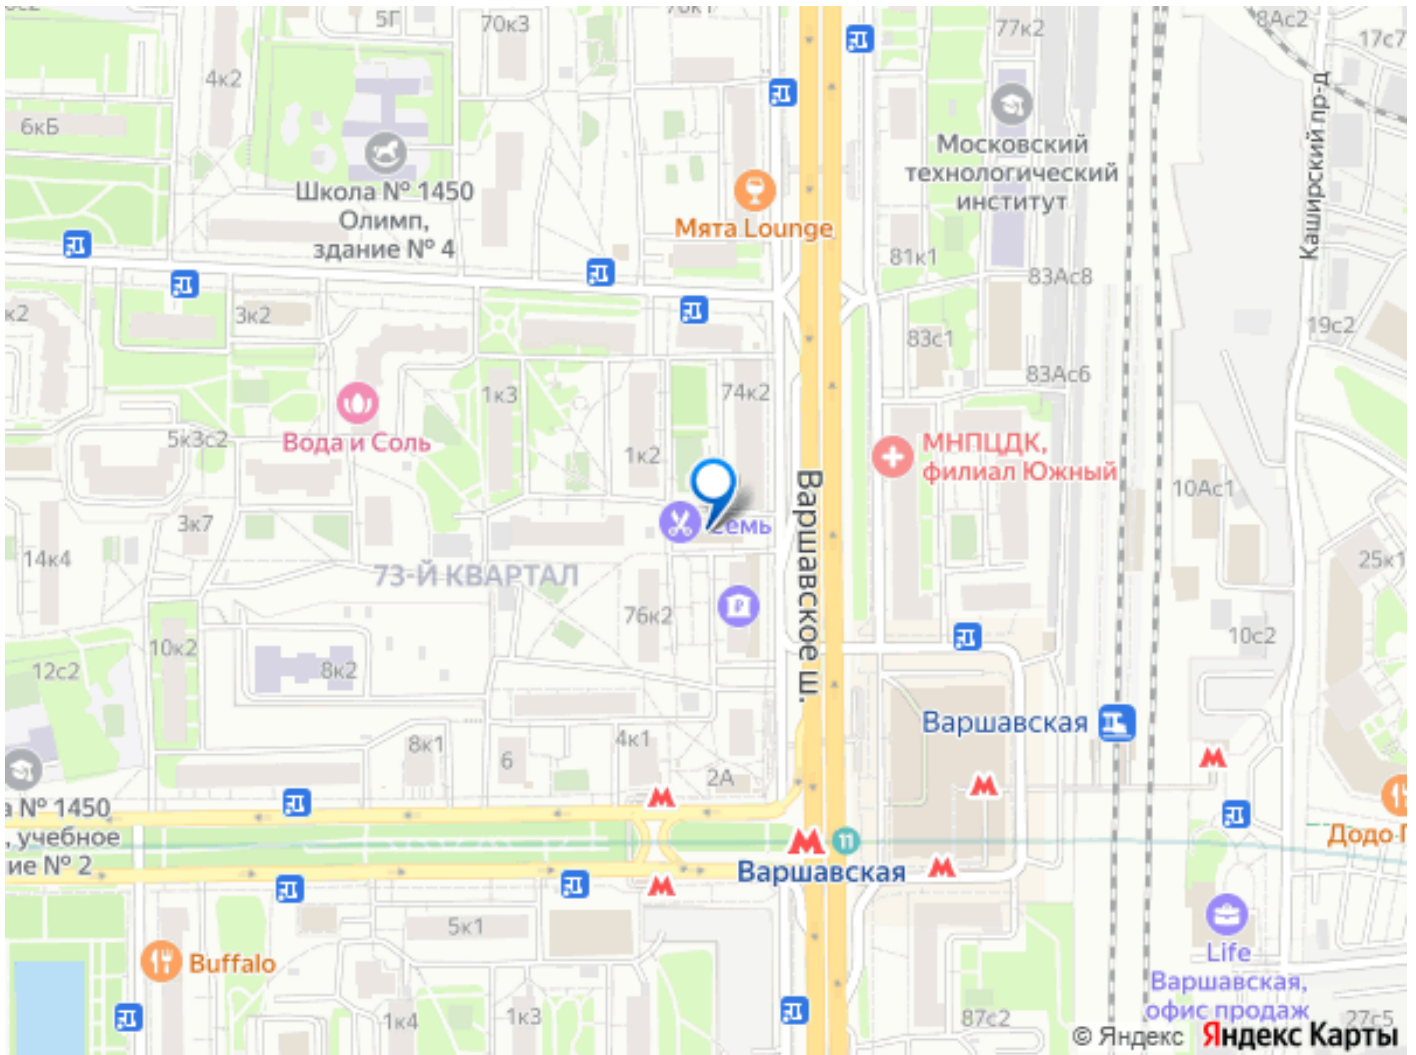 5Г
70к3
77к2
8Ас2
17с7
4к2
6кБ
Московский
технологический
институт
Каширский пр-д
Школа № 1450
Олимп,
здание № 4
Мята Lounge
81к1
83Ас8
к2
3к2
19с2
83с1
83Ас6
1к3
74к2
Вода и Соль
5к3с2
1к2
МНПЦДК,
филиал Южный
Варшавское ш.
10Ас1
3к7
14к4
25к1
73-Й КВАРТАЛ
76к2
10к2
10с2
12с2
8к2
Варшавская
8к1
6
4к1
2А
№ 1450
, учебное
ие № 2
11
Варшавская
Додо
5к1
Buffalo
Life
Варшавская,
офис продаж
1к4
1к3
87с2
27с5
© Яндекс Яндекс Карты